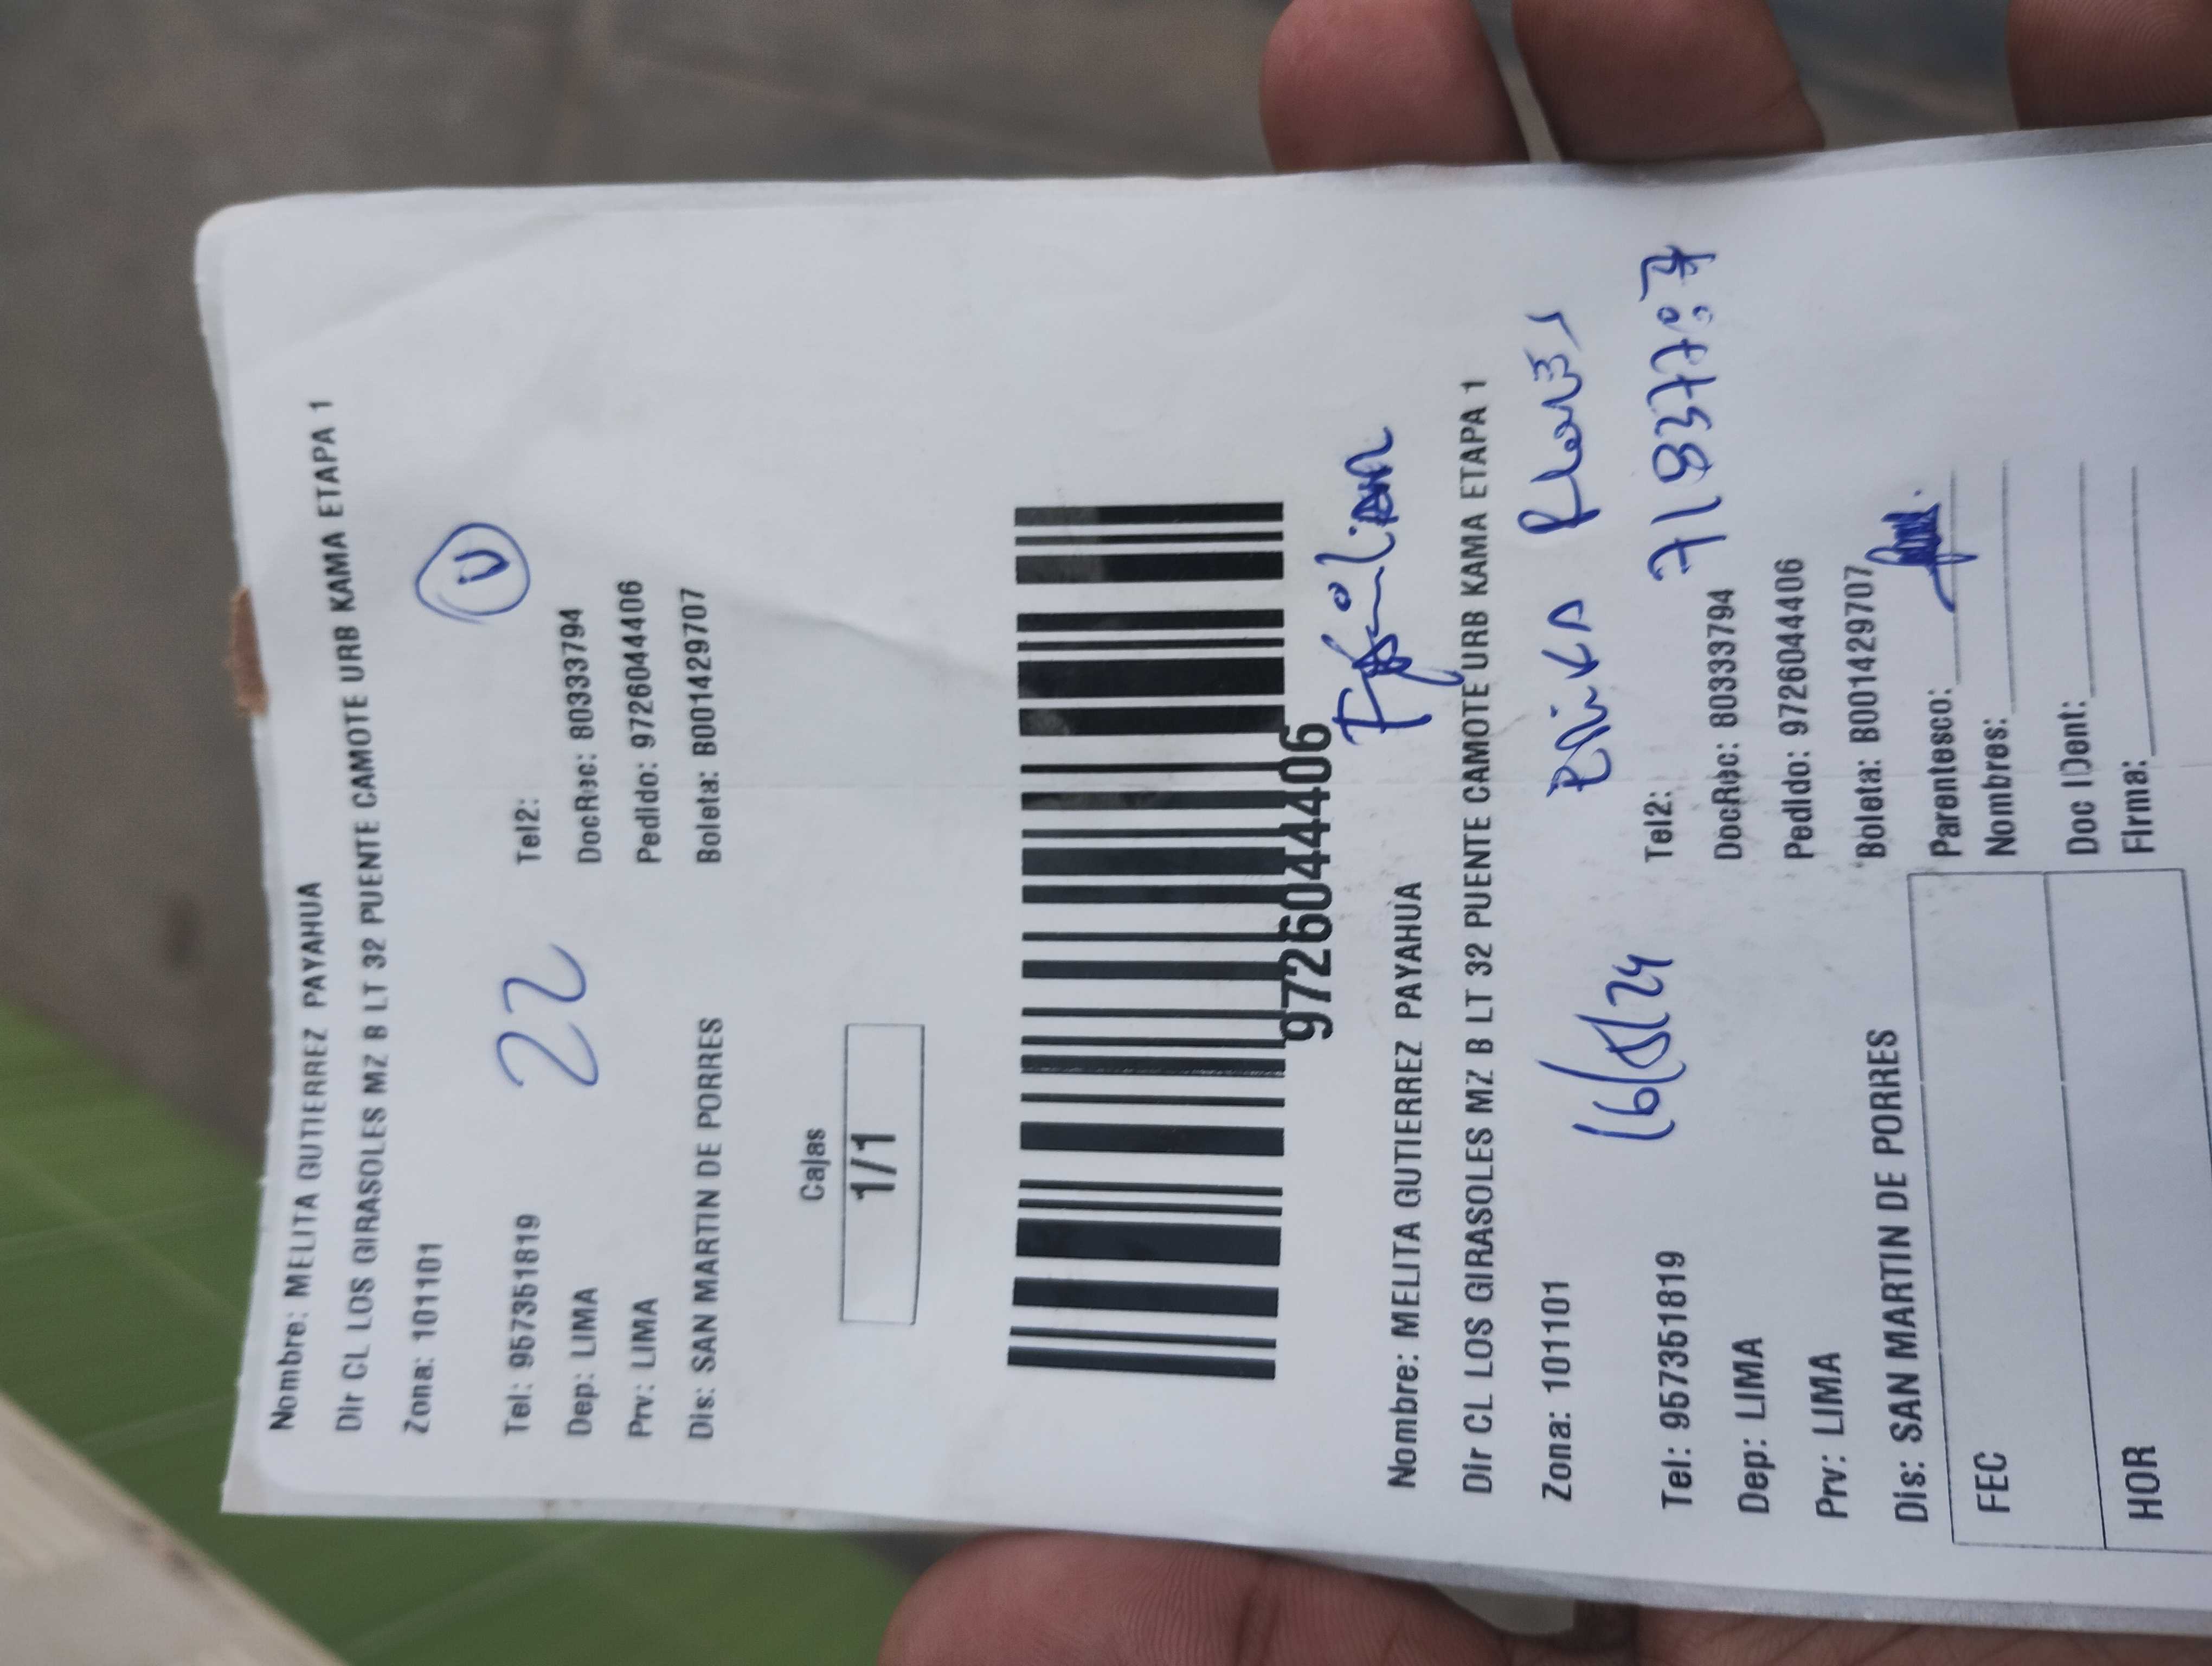 Nombre: MELITA GUTIERREZ PAYAHUA
Dir CL LOS GIRASOLES MZ B LT 32 PUENTE CAMOTE URB KAMA ETAPA 1
Zona: 101101
U
Tel: 957351819 22 Tel2:
Dep: LIMA DocRec: 80333794
Prv: LIMA Pedido: 9726044406
Dis: SAN MARTIN DE PORRES Boleta: B001429707
Cajas
1/1
9726044406
Nombre: MELITA GUTIERREZ PAYAHUA
Dir CL LOS GIRASOLES MZ B LT 32 PUENTE CAMOTE URB KAMA ETAPA 1
Zona: 101101 Flores
16/5/24
Tel: 957351819 Tel2:
Dep: LIMA DocRec: 80333794
Prv: LIMA Pedido: 9726044406
Dis: SAN MARTIN DE PORRES Boleta: B001429707
FEC Parentesco:
Nombres:
Doc IDent:
HOR Firma: